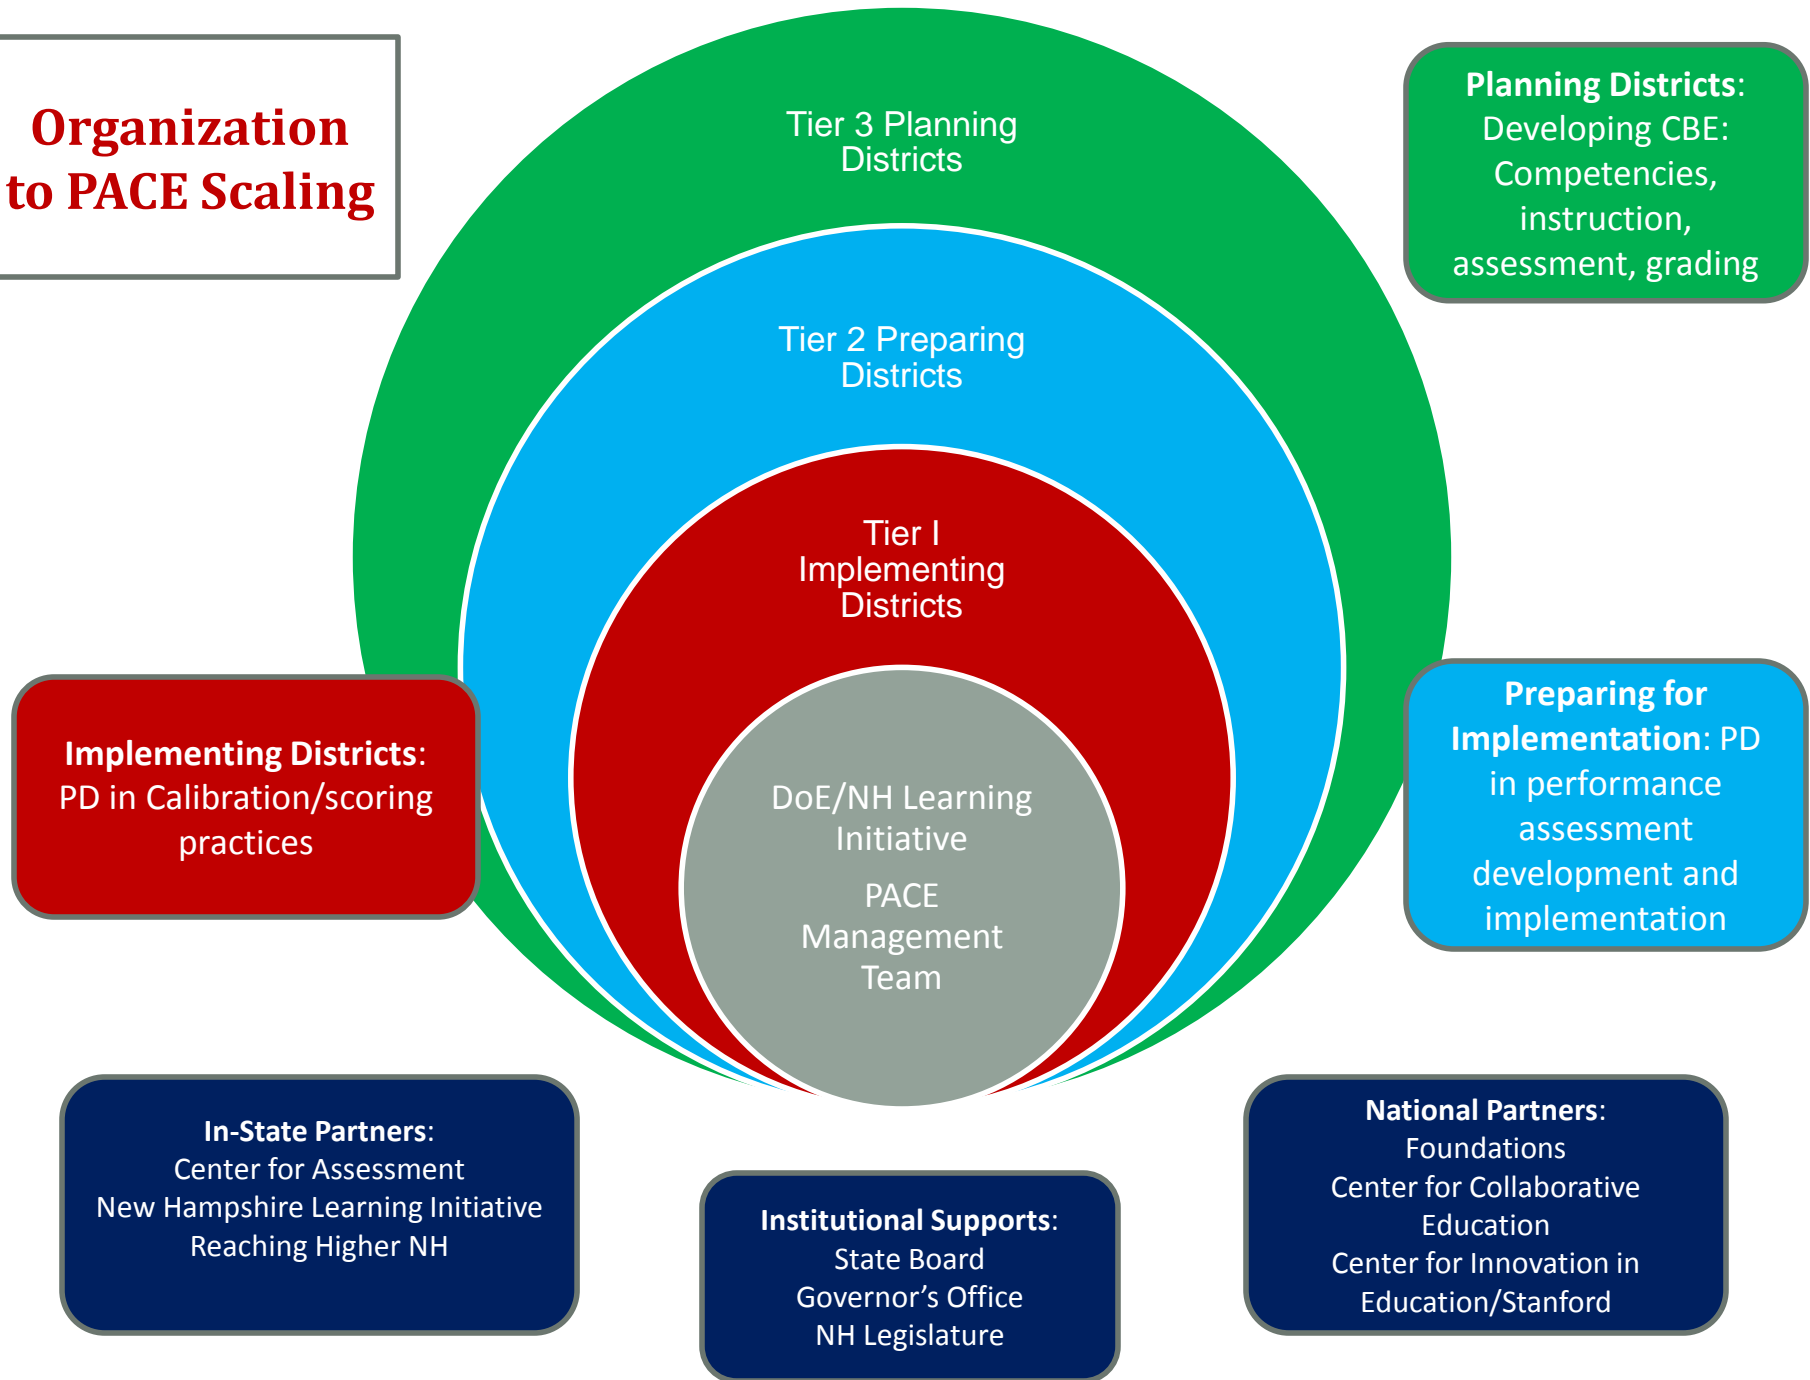 Organization
to PACE Scaling
Tier 3 Planning
Districts
Planning Districts:
Developing CBE:
Competencies,
instruction,
assessment, grading
Tier 2 Preparing
Districts
Tier I
Implementing
Districts
Implementing Districts:
PD in Calibration/scoring
practices
DoE/NH Learning
Initiative
PACE
Management
Team
Preparing for
Implementation: PD
in performance
assessment
development and
implementation
In-State Partners:
Center for Assessment
New Hampshire Learning Initiative
Reaching Higher NH
Institutional Supports:
State Board
Governor’s Office
NH Legislature
National Partners:
Foundations
Center for Collaborative
Education
Center for Innovation in
Education/Stanford